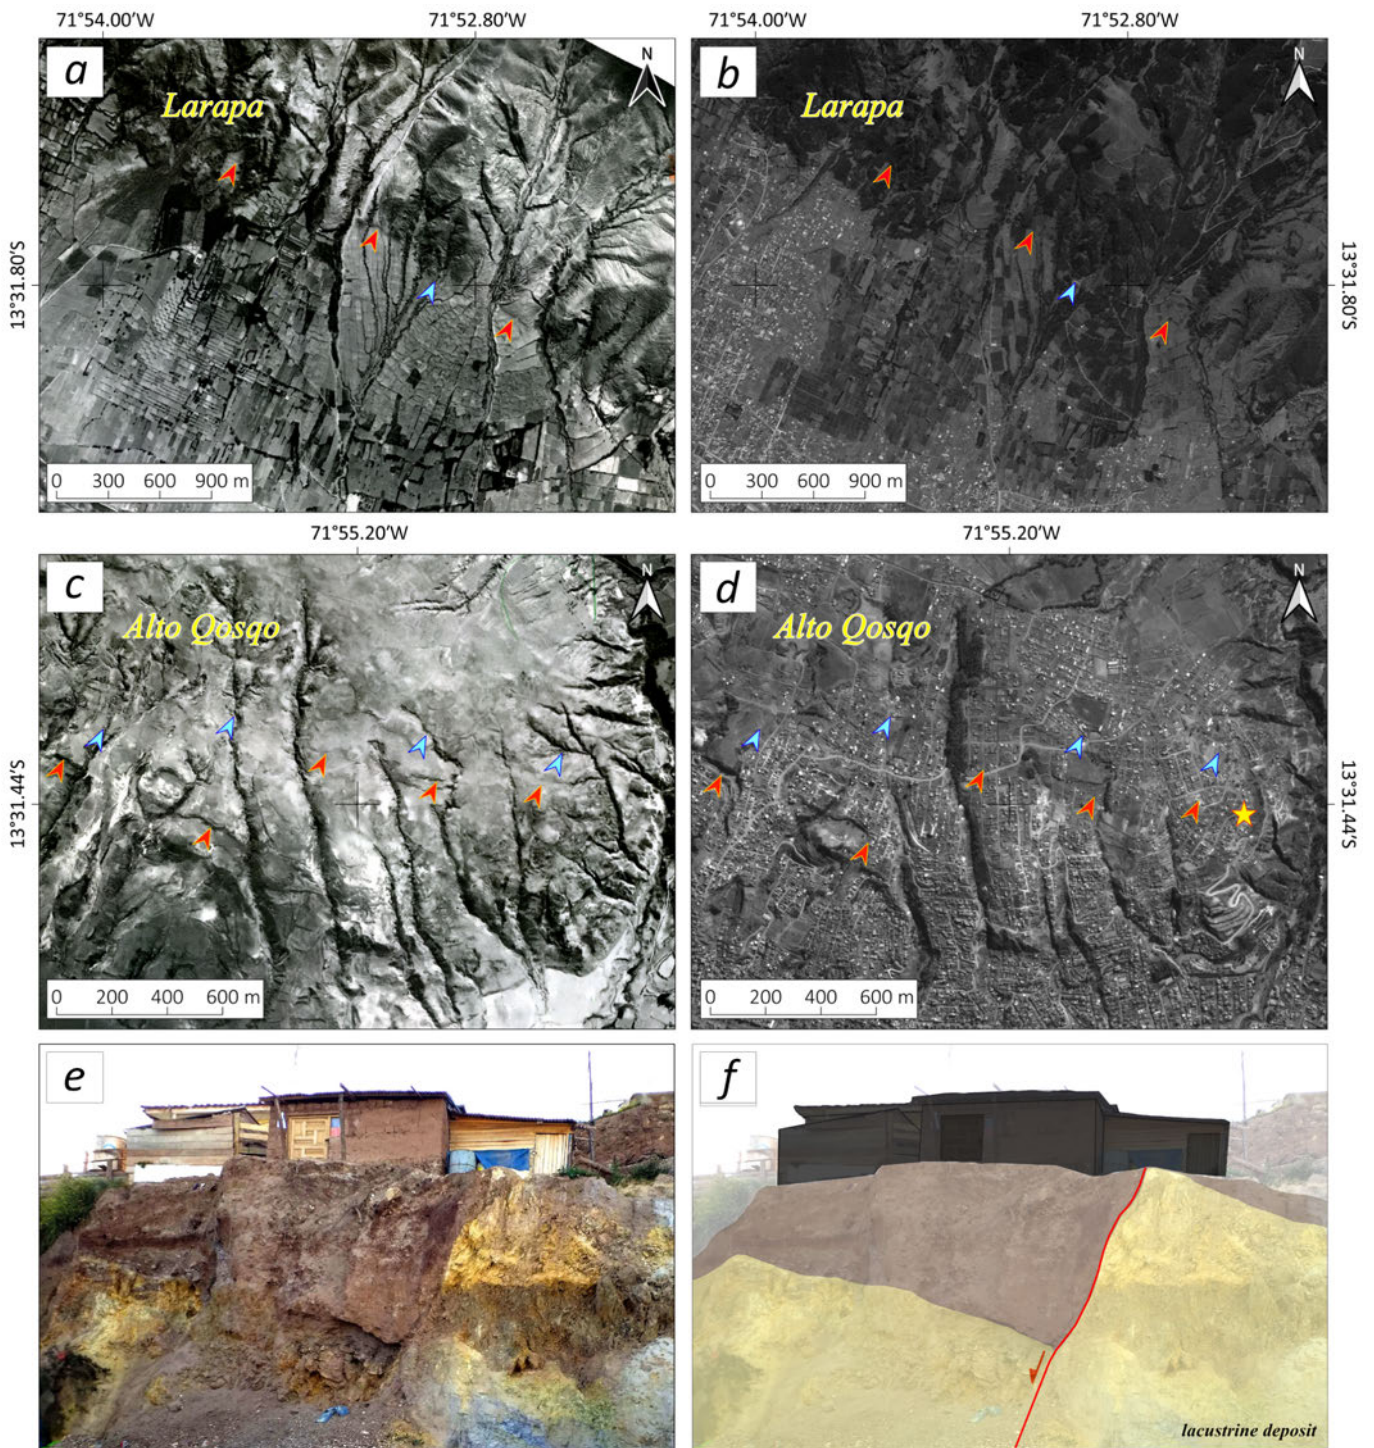 71°54.00′W 71°52.80′W 71°54.00′W 71°52.80′W
a N b N
Larapa Larapa
13°31.80′S 13°31.80′S
0 300 600 900 m 0 300 600 900 m
71°55.20′W 71°55.20′W
c N d N
Alto Qosqo Alto Qosqo
13°31.44′S 13°31.44′S
0 200 400 600 m 0 200 400 600 m
e f
lacustrine deposit